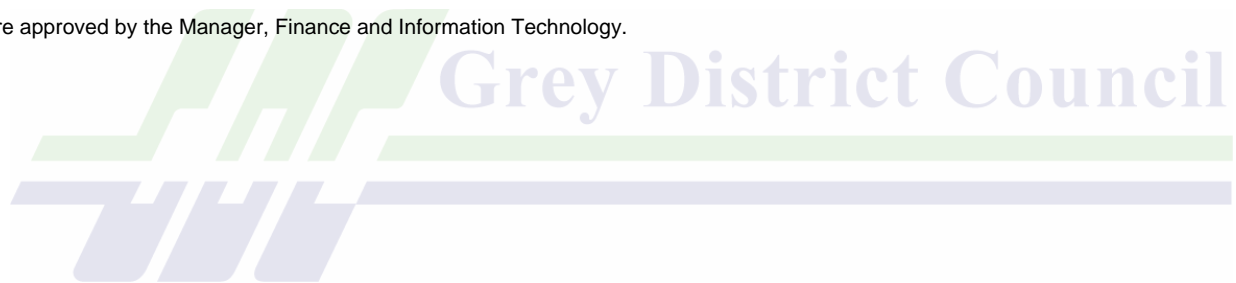 re approved by the Manager, Finance and Information Technology.
Grey District Council